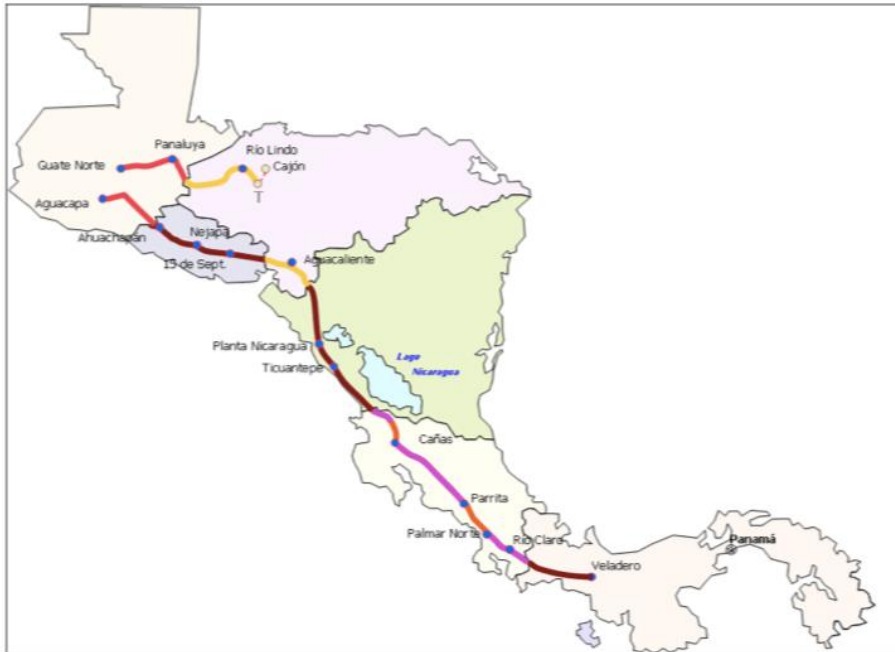 Panaluya
Río Lindo
Guate Norte
Cajón
T
Aguacapa
Ahuachapán
Nejapa
15 de Sept.
Aguacaliente
Planta Nicaragua
Lago
Nicaragua
Ticuantepe
Cañas
Parrita
Palmar Norte
Río Claro
Panamá
Veladero